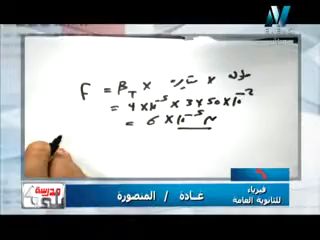 F = B_T × تيار × طول
= 4 × 10^-5 × 3 × 50 × 10^-2
= 6 × 10^-5 N
فيزياء
للثانوية العامة
غادة / المنصورة
مدرسة